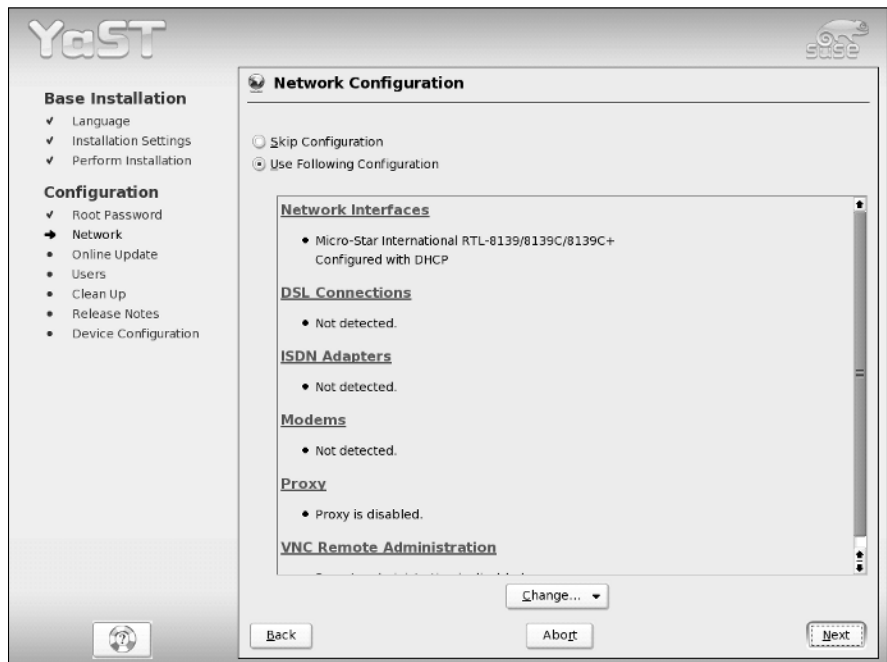 YaST
suse
Base Installation
Language
Installation Settings
Perform Installation
Configuration
Root Password
Network
Online Update
Users
Clean Up
Release Notes
Device Configuration
Network Configuration
Skip Configuration
Use Following Configuration
Network Interfaces
Micro-Star International RTL-8139/8139C/8139C+
Configured with DHCP
DSL Connections
Not detected.
ISDN Adapters
Not detected.
Modems
Not detected.
Proxy
Proxy is disabled.
VNC Remote Administration
Change...
Back
Abort
Next